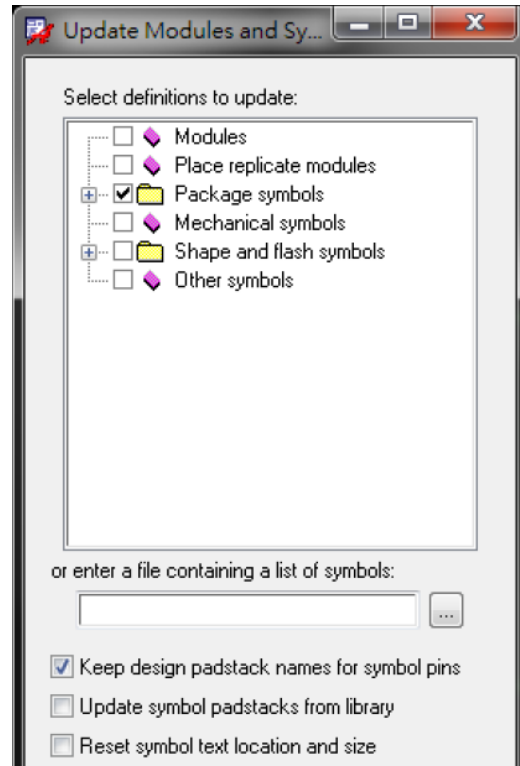 Update Modules and Sy...
Select definitions to update:
Modules
Place replicate modules
Package symbols
Mechanical symbols
Shape and flash symbols
Other symbols
or enter a file containing a list of symbols:
...
Keep design padstack names for symbol pins
Update symbol padstacks from library
Reset symbol text location and size